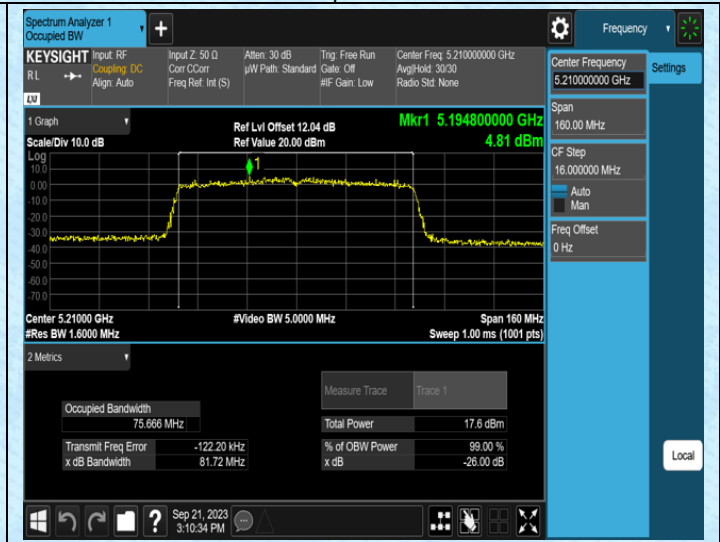 Spectrum Analyzer 1
Occupied BW
Frequency
KEYSIGHT
RL
LXI
Input: RF
Coupling: DC
Align: Auto
Input Z: 50 Ω
Corr CCorr
Freq Ref: Int (S)
Atten: 30 dB
µW Path: Standard
Trig: Free Run
Gate: Off
#IF Gain: Low
Center Freq: 5.210000000 GHz
Avg|Hold: 30/30
Radio Std: None
Center Frequency
5.210000000 GHz
Settings
Span
160.00 MHz
CF Step
16.000000 MHz
Auto
Man
Freq Offset
0 Hz
Local
1 Graph
Scale/Div 10.0 dB
Ref Lvl Offset 12.04 dB
Ref Value 20.00 dBm
Mkr1 5.194800000 GHz
4.81 dBm
Log
10.0
0.00
-10.0
-20.0
-30.0
-40.0
-50.0
-60.0
-70.0
1
Center 5.21000 GHz
#Res BW 1.6000 MHz
#Video BW 5.0000 MHz
Span 160 MHz
Sweep 1.00 ms (1001 pts)
2 Metrics
Measure Trace Trace 1
Occupied Bandwidth
75.666 MHz
Total Power 17.6 dBm
Transmit Freq Error -122.20 kHz
% of OBW Power 99.00 %
x dB Bandwidth 81.72 MHz
x dB -26.00 dB
?
Sep 21, 2023
3:10:34 PM